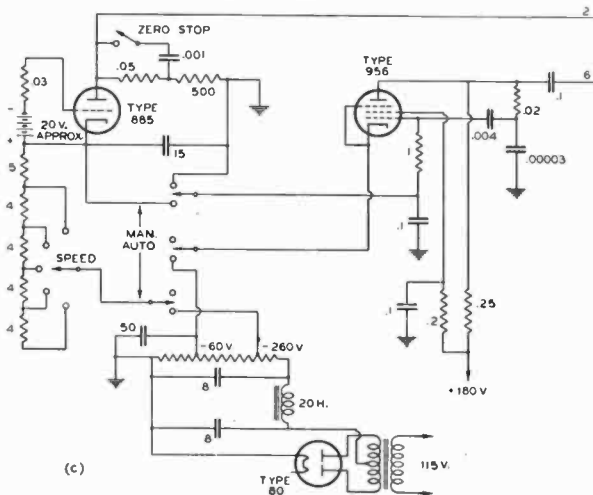 2
ZERO STOP
.001
.05
500
TYPE
885
.03
-
20 V.
APPROX.
+
15
TYPE
956
.1
6
.02
.004
.00003
1
.1
5
4
4
4
4
SPEED
MAN.
AUTO
50
-60 V
-260 V
8
8
20 H.
.1
.2
.25
+180 V
(c)
TYPE
80
115 V.